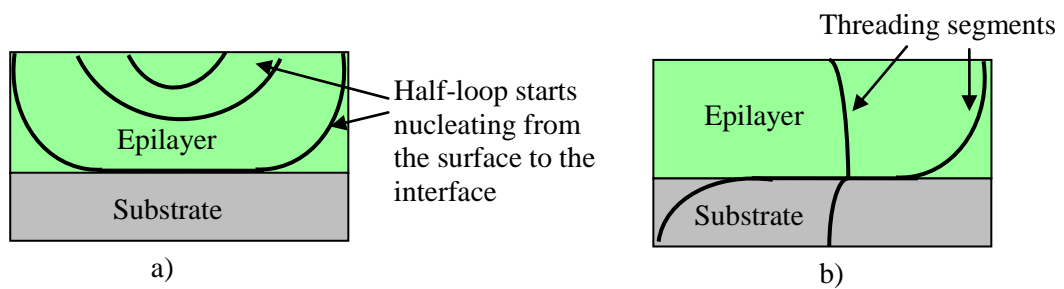 Epilayer
Substrate
Half-loop starts
nucleating from
the surface to the
interface
a)
Threading segments
Epilayer
Substrate
b)